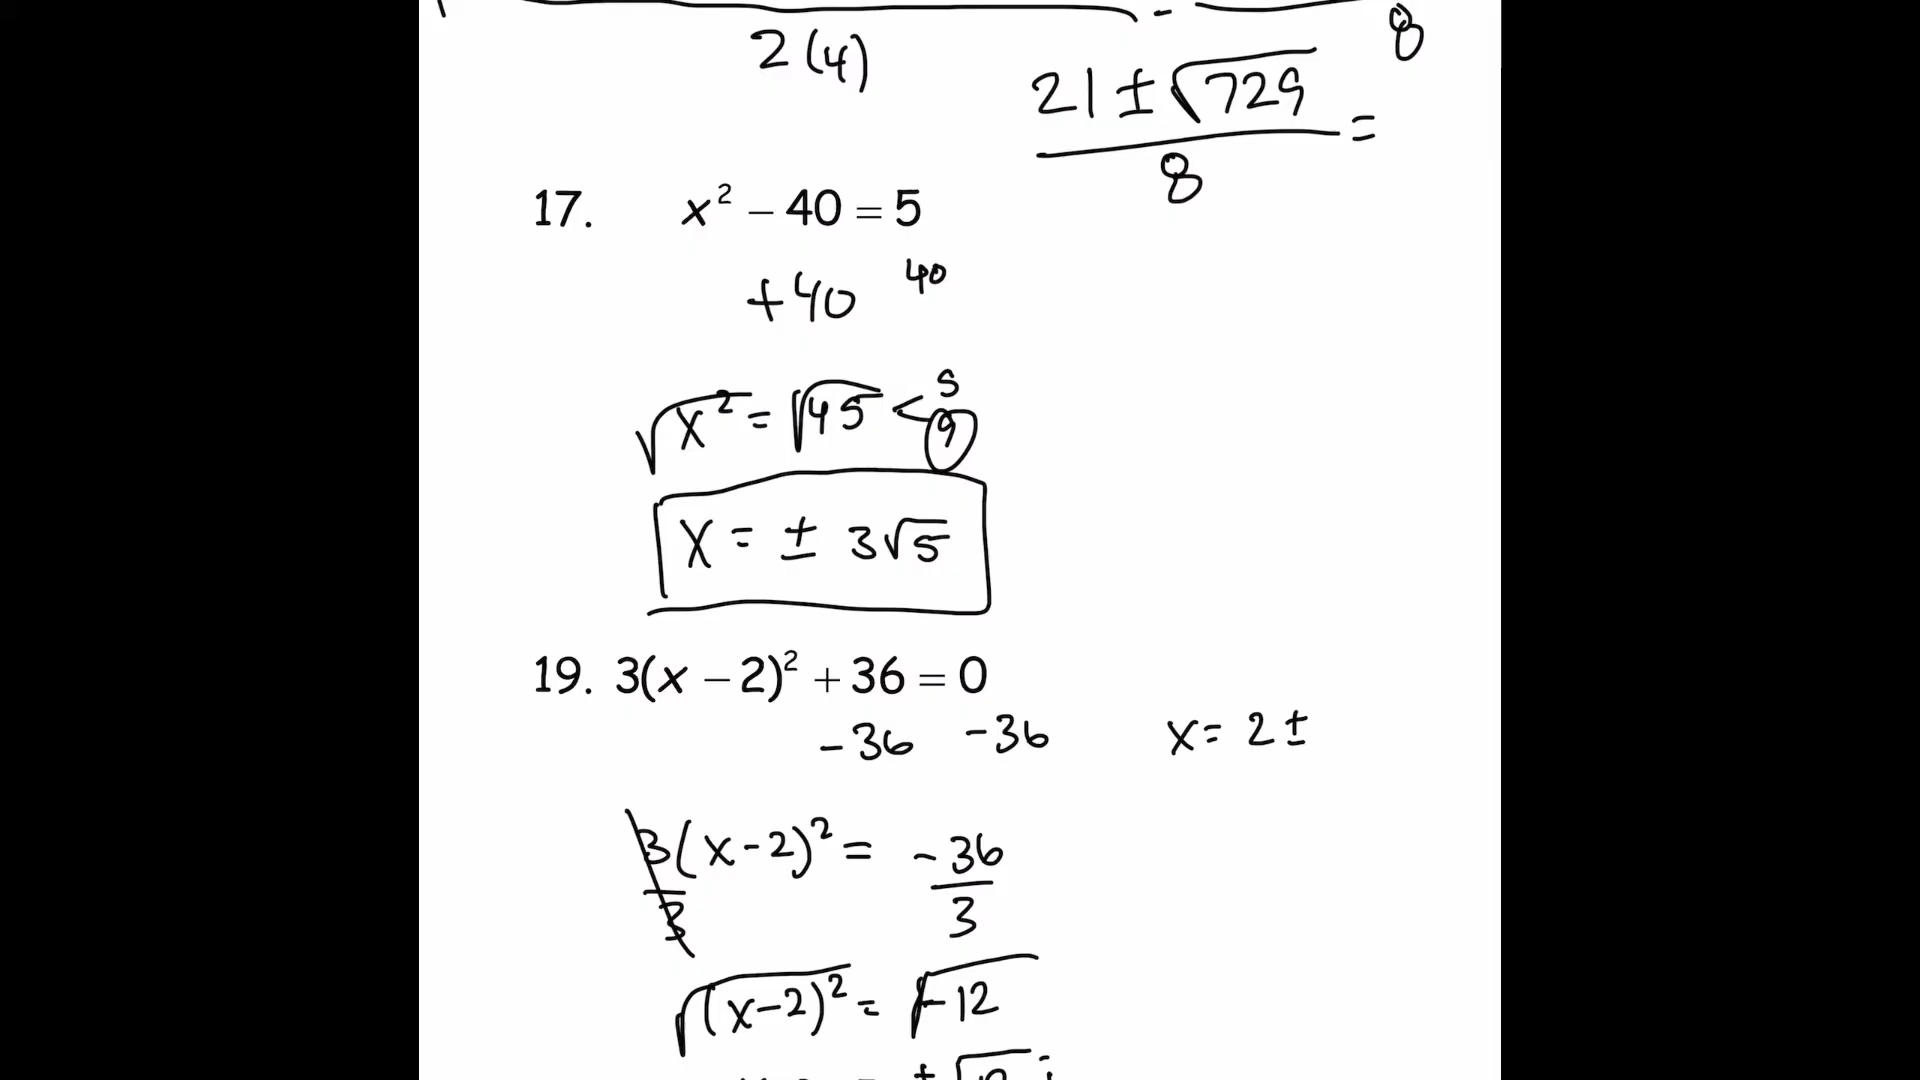 8
2(4)
21 ± √729
=
8
17. x² − 40 = 5
+40 40
√x² = √45 < 5
9
x = ± 3√5
19. 3(x − 2)² + 36 = 0
-36 -36
x = 2 ±
3(x-2)² = -36
3 3
√(x-2)² = √-12